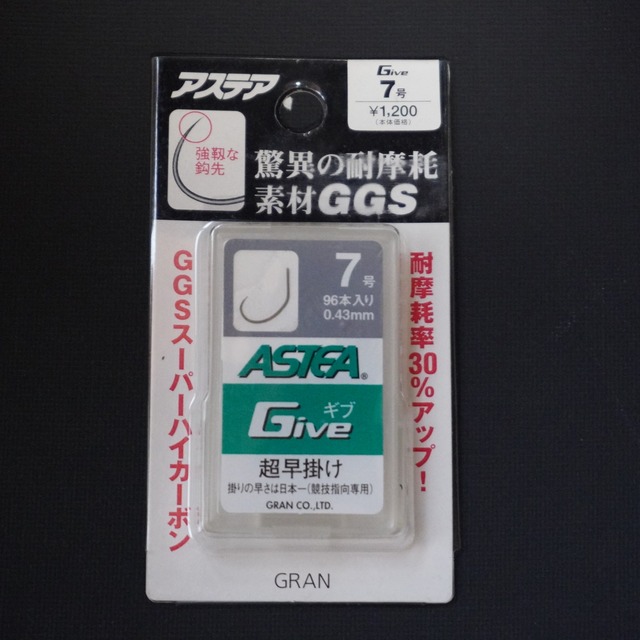 アステア
Give
7号
¥1,200
(本体価格)
強靱な
鈎先
驚異の耐摩耗
素材GGS
GGSスーパーハイカーボン
耐摩耗率30%アップ!
7号
96本入り
0.43mm
ASTEA®
ギブ
Give
超早掛け
掛りの早さは日本一(競技指向専用)
GRAN CO.,LTD.
GRAN